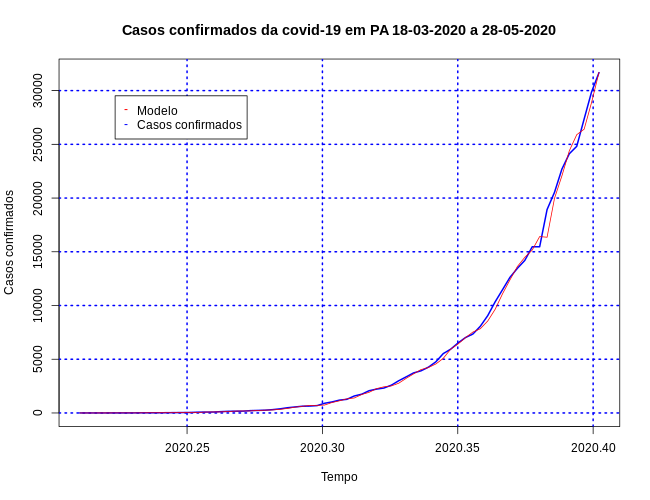 Casos confirmados da covid-19 em PA 18-03-2020 a 28-05-2020
Casos confirmados
30000
25000
20000
15000
10000
5000
0
Modelo
Casos confirmados
2020.25 2020.30 2020.35 2020.40
Tempo